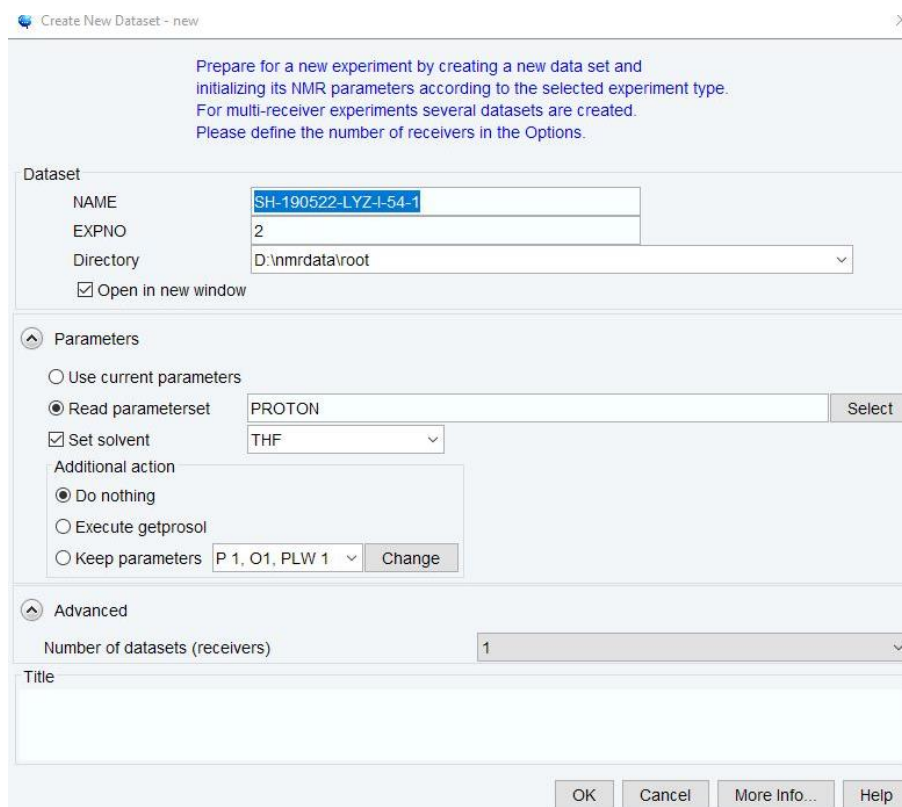 Create New Dataset - new
Prepare for a new experiment by creating a new data set and
initializing its NMR parameters according to the selected experiment type.
For multi-receiver experiments several datasets are created.
Please define the number of receivers in the Options.
Dataset
NAME SH-190522-LYZ-I-54-1
EXPNO 2
Directory D:\nmrdata\root
Open in new window
Parameters
Use current parameters
Read parameterset PROTON Select
Set solvent THF
Additional action
Do nothing
Execute getprosol
Keep parameters P 1, O1, PLW 1 Change
Advanced
Number of datasets (receivers) 1
Title
OK Cancel More Info... Help